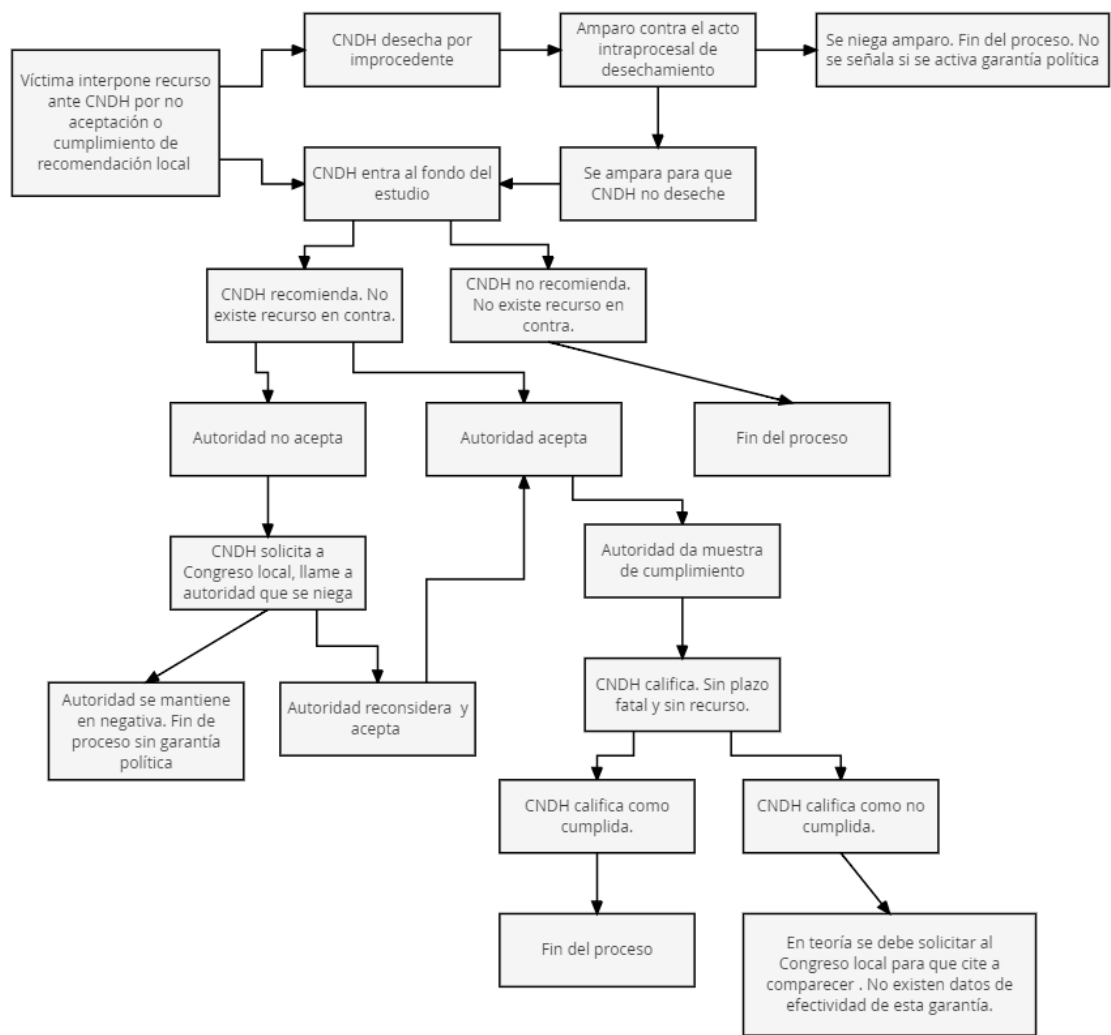 Víctima interpone recurso
ante CNDH por no
aceptación o
cumplimiento de
recomendación local
CNDH desecha por
improcedente
Amparo contra el acto
intraprocesal de
desechamiento
Se niega amparo. Fin del proceso. No
se señala si se activa garantía política
CNDH entra al fondo del
estudio
Se ampara para que
CNDH no deseche
CNDH recomienda. No
existe recurso en contra.
CNDH no recomienda.
No existe recurso en
contra.
Autoridad no acepta
Autoridad acepta
Fin del proceso
CNDH solicita a
Congreso local, llame a
autoridad que se niega
Autoridad da muestra
de cumplimiento
Autoridad se mantiene
en negativa. Fin de
proceso sin garantía
política
Autoridad reconsidera y
acepta
CNDH califica. Sin plazo
fatal y sin recurso.
CNDH califica como
cumplida.
CNDH califica como no
cumplida.
Fin del proceso
En teoría se debe solicitar al
Congreso local para que cite a
comparecer . No existen datos de
efectividad de esta garantía.